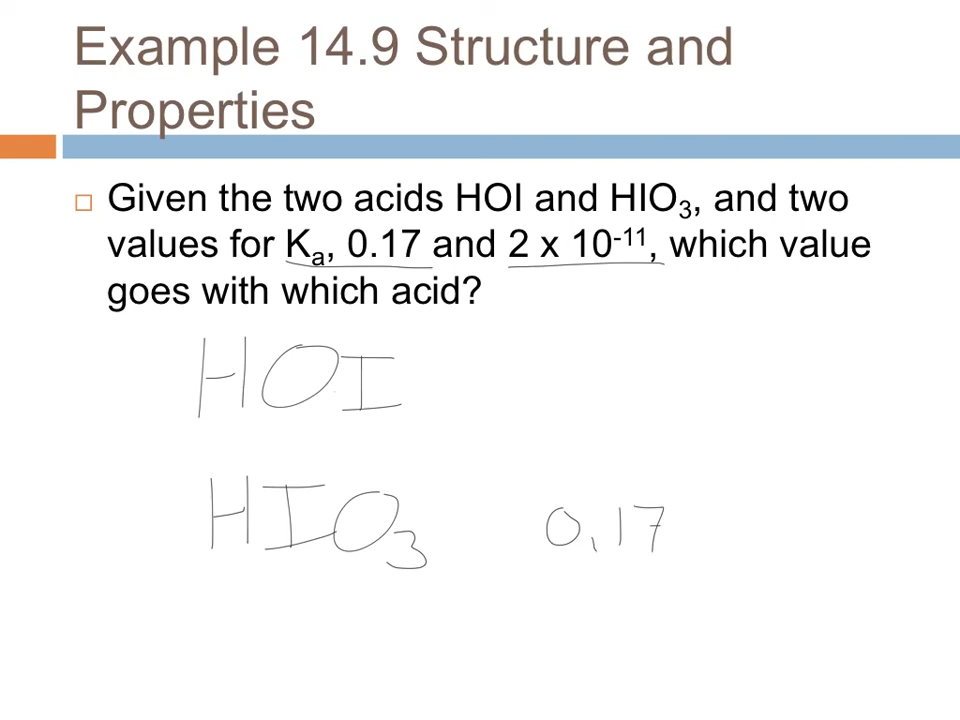 Example 14.9 Structure and
Properties
Given the two acids HOI and HIO₃, and two
values for Kₐ, 0.17 and 2 x 10⁻¹¹, which value
goes with which acid?
HOI
HIO₃ 0.17